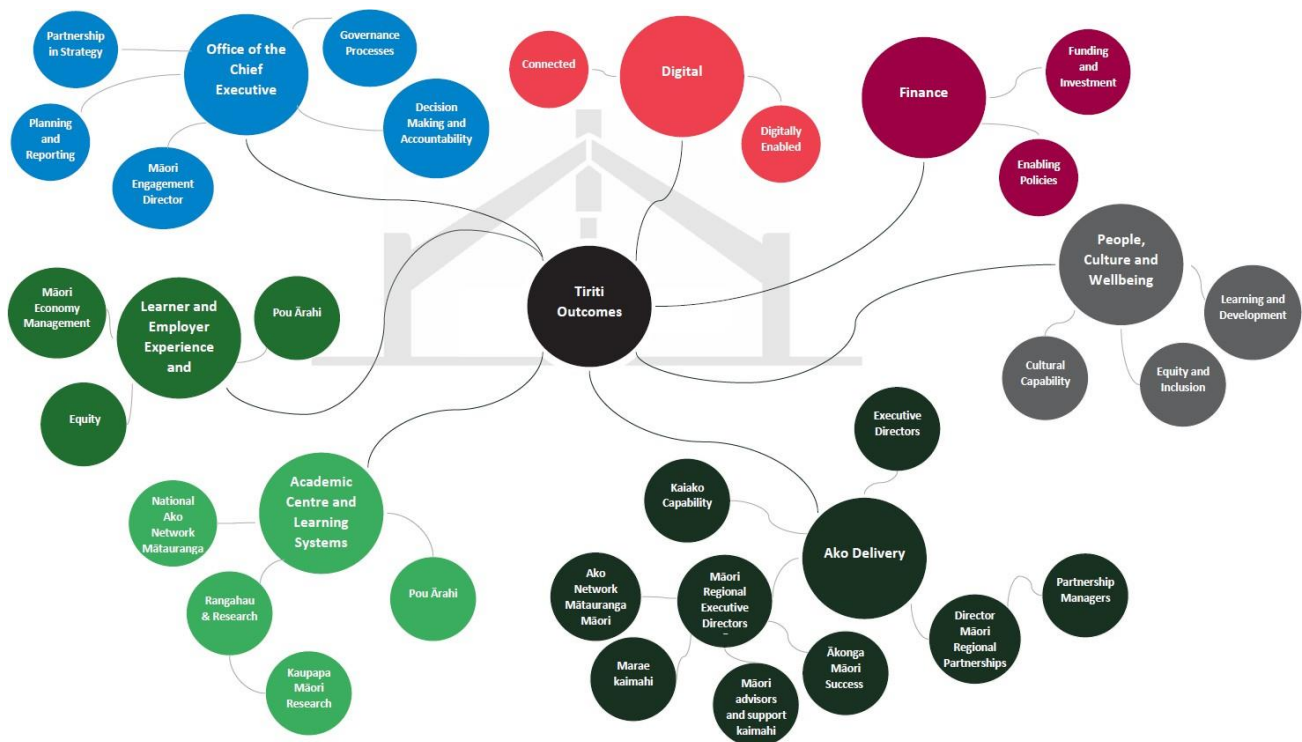 Partnership
in Strategy
Office of the
Chief
Executive
Governance
Processes
Planning
and
Reporting
Māori
Engagement
Director
Decision
Making and
Accountability
Connected
Digital
Digitally
Enabled
Finance
Funding
and
Investment
Enabling
Policies
People,
Culture and
Wellbeing
Learning and
Development
Cultural
Capability
Equity and
Inclusion
Tiriti
Outcomes
Māori
Economy
Management
Learner and
Employer
Experience
and
Pou Ārahi
Equity
Academic
Centre and
Learning
Systems
National
Ako
Network
Mātauranga
Rangahau
& Research
Kaupapa
Māori
Research
Pou Ārahi
Executive
Directors
Kaiako
Capability
Ako Delivery
Ako
Network
Mātauranga
Māori
Māori
Regional
Executive
Directors
–
Marae
kaimahi
Māori
advisors
and support
kaimahi
Ākonga
Māori
Success
Director
Māori
Regional
Partnerships
Partnership
Managers